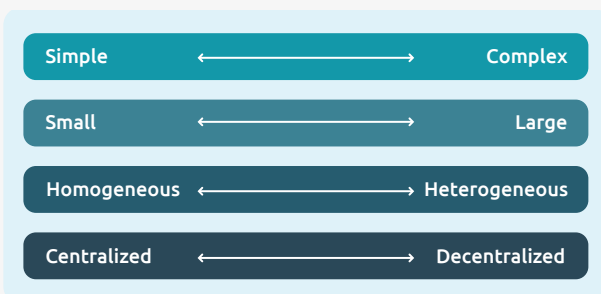 Simple Complex
Small Large
Homogeneous Heterogeneous
Centralized Decentralized